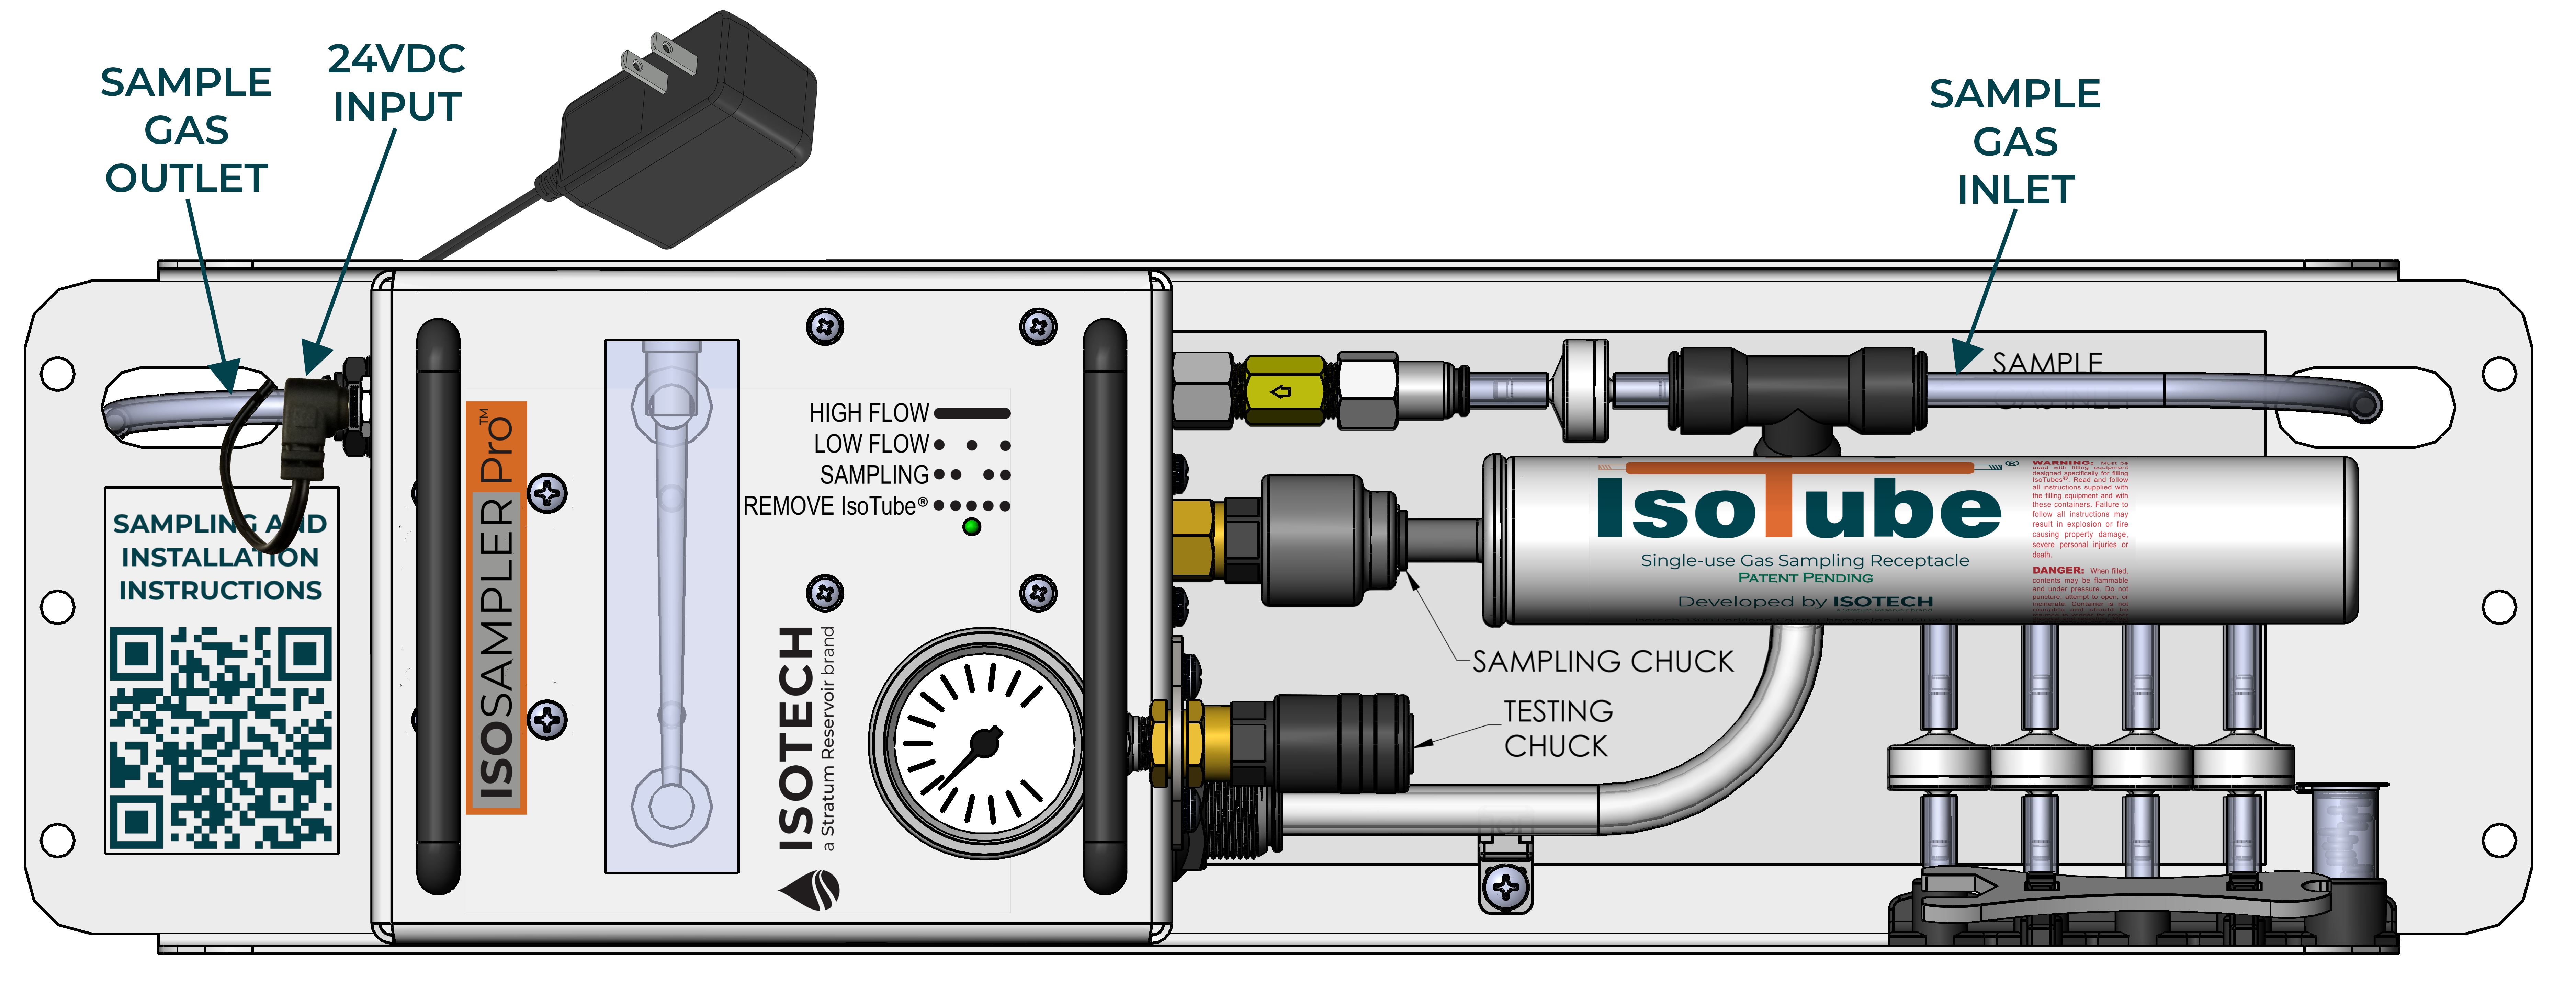 SAMPLE
GAS
OUTLET
24VDC
INPUT
SAMPLE
GAS
INLET
SAMPLE
SAMPLING AND
INSTALLATION
INSTRUCTIONS
ISOSAMPLER Pro™
HIGH FLOW
LOW FLOW
SAMPLING
REMOVE IsoTube®
ISOTECH
a Stratum Reservoir brand
IsoTube®
Single-use Gas Sampling Receptacle
PATENT PENDING
Developed by ISOTECH
WARNING: Must be
used with filling equipment
designed specifically for filling
IsoTubes®. Read and follow
all instructions supplied with
the filling equipment and with
these containers. Failure to
follow all instructions may
result in explosion or fire
causing property damage,
severe personal injuries or
death.
DANGER: When filled,
contents may be flammable
and under pressure. Do not
puncture, attempt to open, or
incinerate. Container is not
SAMPLING CHUCK
TESTING
CHUCK